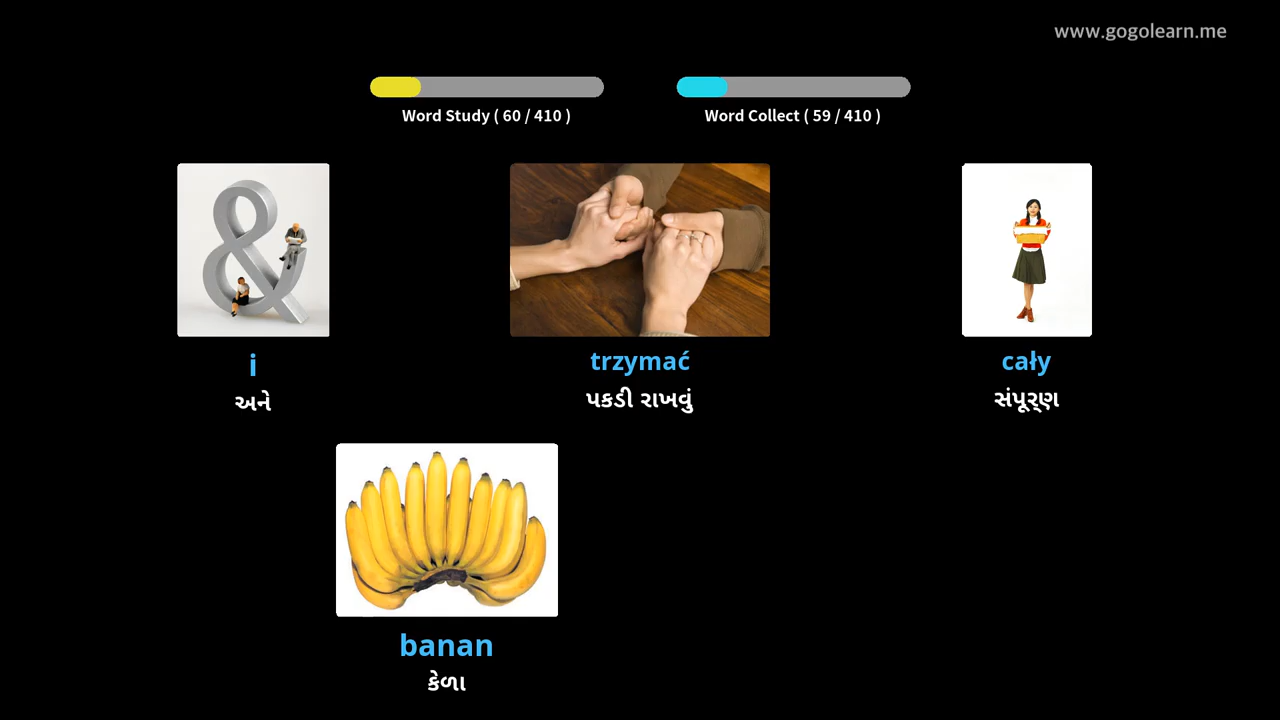 www.gogolearn.me
Word Study ( 60 / 410 )
Word Collect ( 59 / 410 )
&
i
અને
trzymać
પકડી રાખવું
cały
સંપૂર્ણ
banan
કેળા